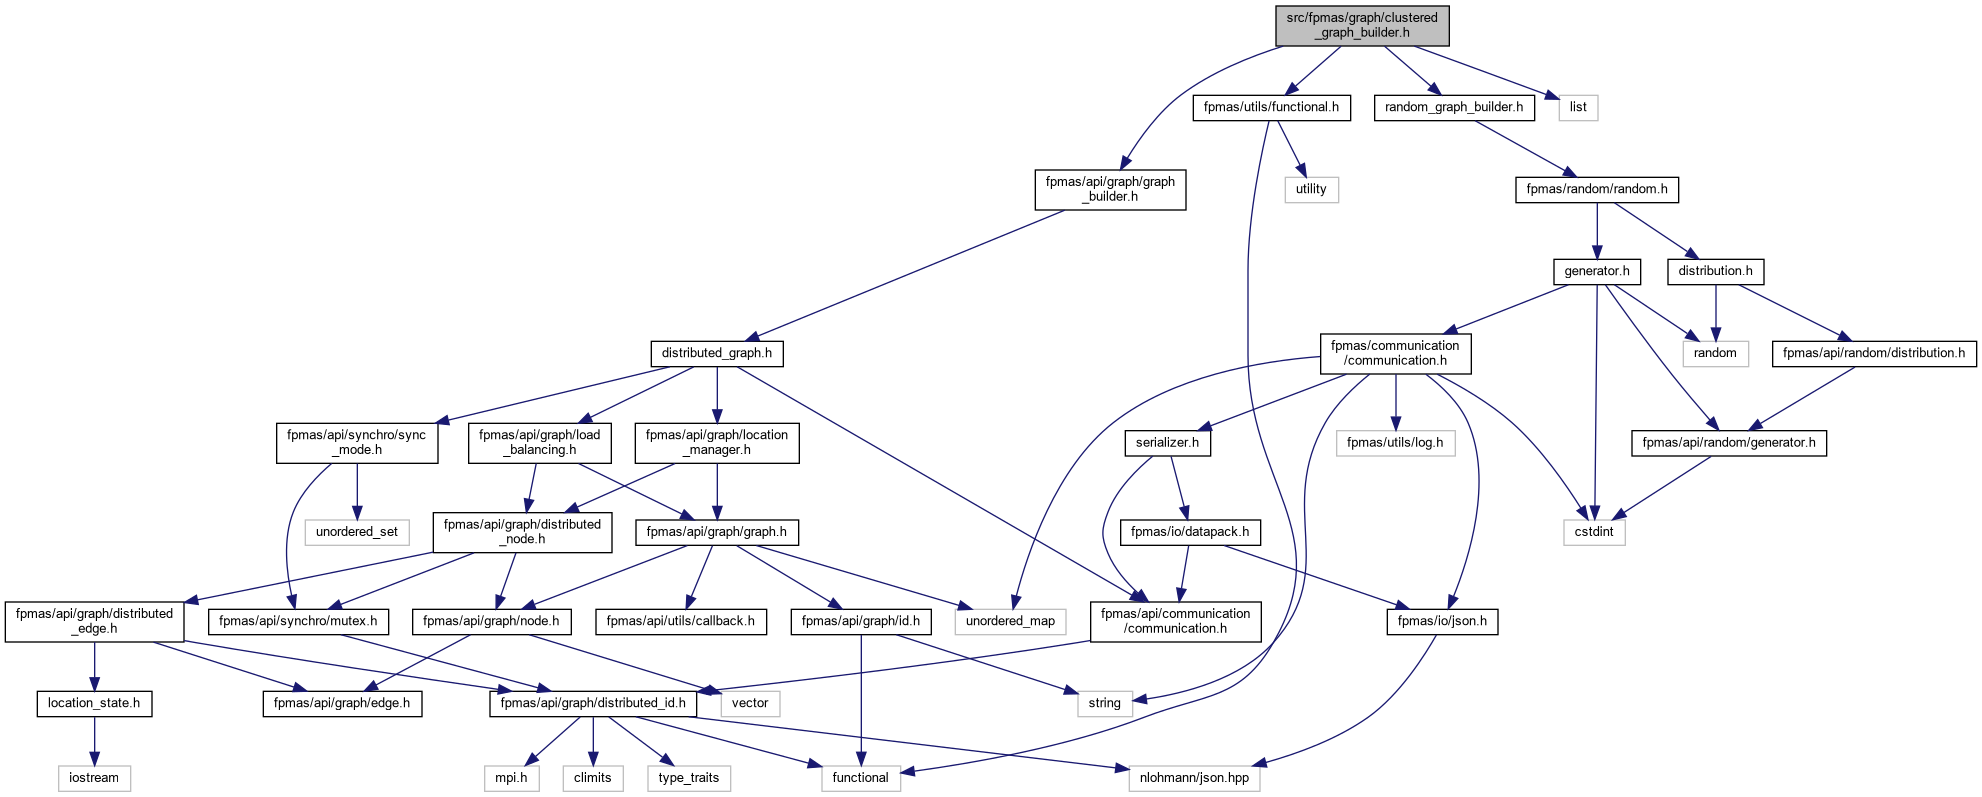 src/fpmas/graph/clustered
_graph_builder.h
fpmas/utils/functional.h
random_graph_builder.h
list
fpmas/api/graph/graph
_builder.h
utility
fpmas/random/random.h
generator.h
distribution.h
distributed_graph.h
fpmas/communication
/communication.h
random
fpmas/api/random/distribution.h
fpmas/api/synchro/sync
_mode.h
fpmas/api/graph/load
_balancing.h
fpmas/api/graph/location
_manager.h
serializer.h
fpmas/utils/log.h
fpmas/api/random/generator.h
unordered_set
fpmas/api/graph/distributed
_node.h
fpmas/api/graph/graph.h
fpmas/io/datapack.h
cstdint
fpmas/api/graph/distributed
_edge.h
fpmas/api/synchro/mutex.h
fpmas/api/graph/node.h
fpmas/api/utils/callback.h
fpmas/api/graph/id.h
unordered_map
fpmas/api/communication
/communication.h
fpmas/io/json.h
location_state.h
fpmas/api/graph/edge.h
fpmas/api/graph/distributed_id.h
vector
string
iostream
mpi.h
climits
type_traits
functional
nlohmann/json.hpp